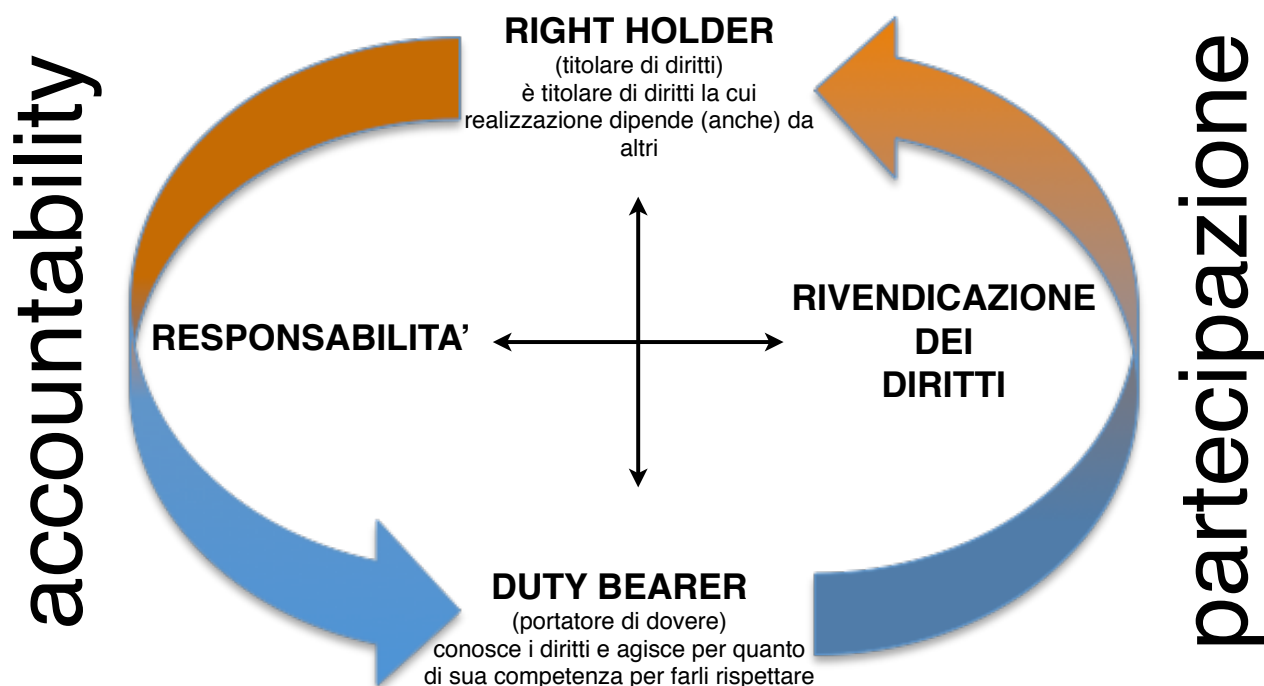 accountability
RIGHT HOLDER
(titolare di diritti)
è titolare di diritti la cui
realizzazione dipende (anche) da
altri
RESPONSABILITA’
RIVENDICAZIONE
DEI
DIRITTI
DUTY BEARER
(portatore di dovere)
conosce i diritti e agisce per quanto
di sua competenza per farli rispettare
partecipazione